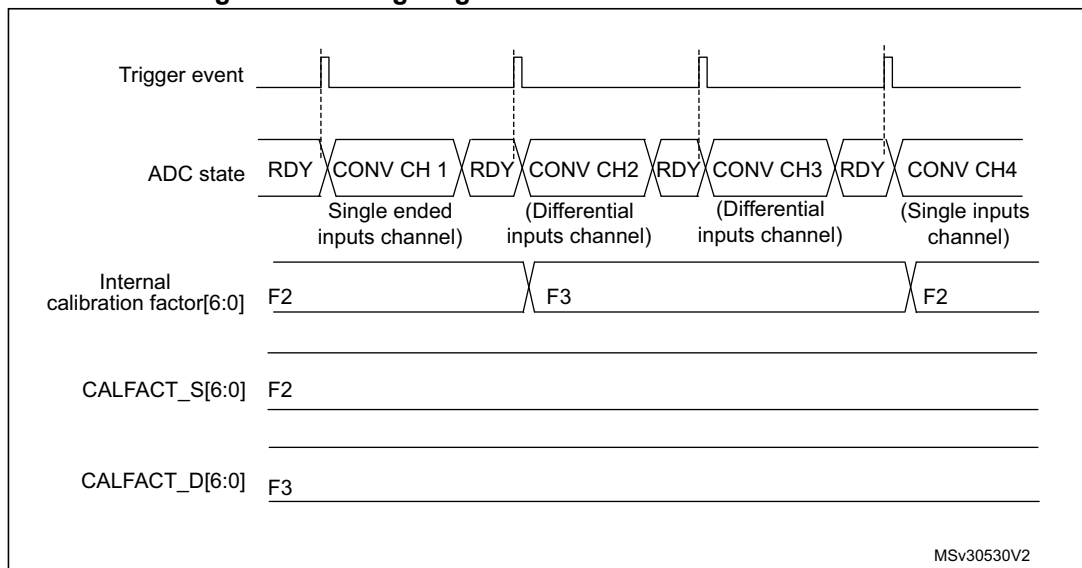 Trigger event
ADC state RDY CONV CH 1 RDY CONV CH2 RDY CONV CH3 RDY CONV CH4
Single ended (Differential (Differential (Single inputs
inputs channel) inputs channel) inputs channel) channel)
Internal
calibration factor[6:0] F2 F3 F2
CALFACT_S[6:0] F2
CALFACT_D[6:0] F3
MSv30530V2